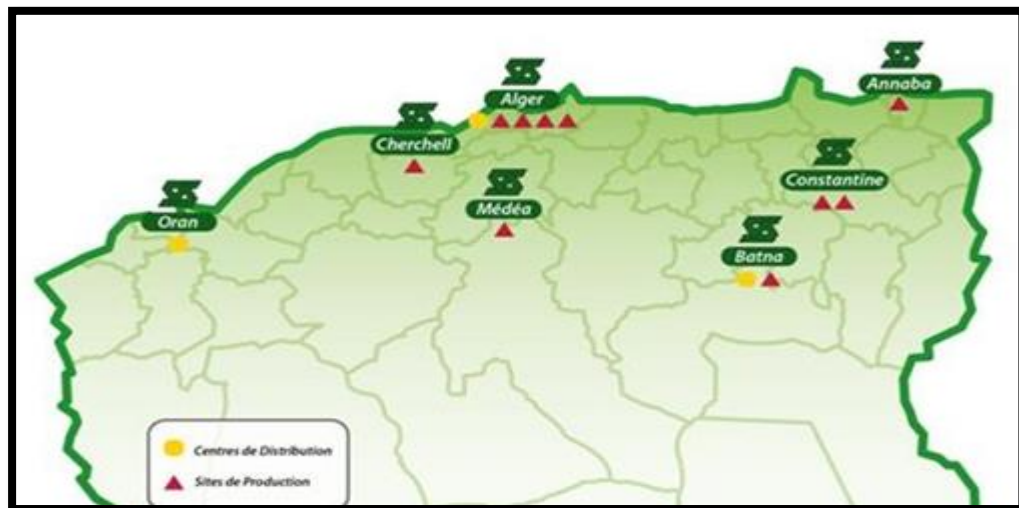 Annaba
Alger
Cherchell
Constantine
Médéa
Oran
Batna
Centres de Distribution
Sites de Production